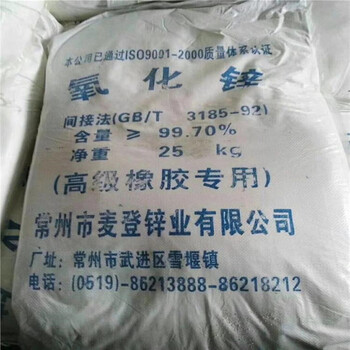 本公司已通过ISO9001-2000质量体系认证
氧化锌
间接法(GB/T 3185-92)
含量 ≥ 99.70%
净重 25 kg
(高级橡胶专用)
常州市麦登锌业有限公司
厂址：常州市武进区雪堰镇
电话：(0519)-86213888-86218212